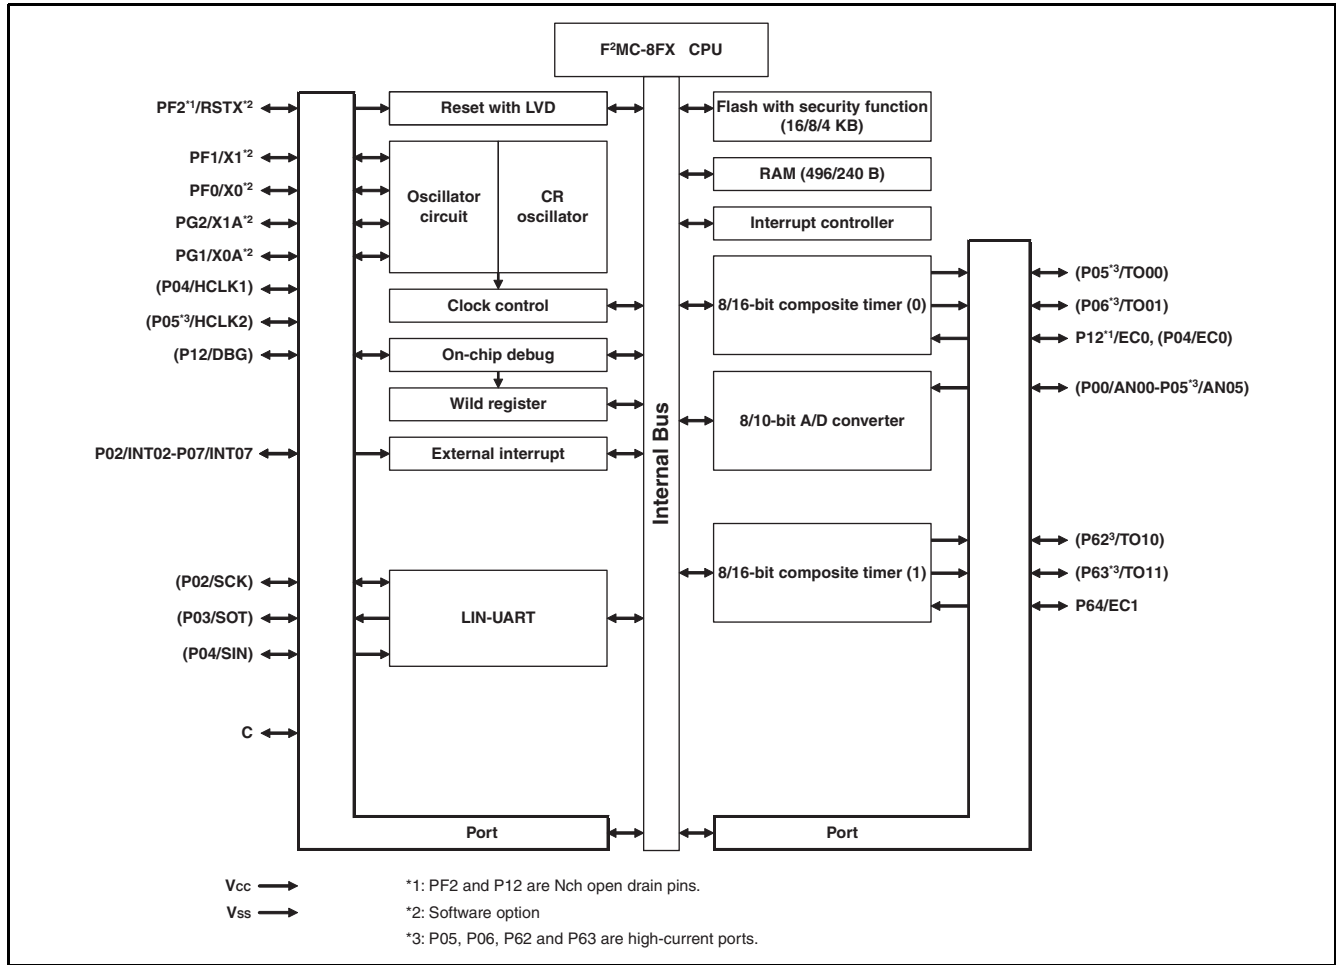 F²MC-8FX CPU
PF2*1/RSTX*2
PF1/X1*2
PF0/X0*2
PG2/X1A*2
PG1/X0A*2
(P04/HCLK1)
(P05*3/HCLK2)
(P12/DBG)
P02/INT02-P07/INT07
(P02/SCK)
(P03/SOT)
(P04/SIN)
C
Reset with LVD
Oscillator
circuit
CR
oscillator
Clock control
On-chip debug
Wild register
External interrupt
LIN-UART
Port
Internal Bus
Flash with security function
(16/8/4 KB)
RAM (496/240 B)
Interrupt controller
8/16-bit composite timer (0)
8/10-bit A/D converter
8/16-bit composite timer (1)
Port
(P05*3/TO00)
(P06*3/TO01)
P12*1/EC0, (P04/EC0)
(P00/AN00-P05*3/AN05)
(P623/TO10)
(P63*3/TO11)
P64/EC1
Vcc
Vss
*1: PF2 and P12 are Nch open drain pins.
*2: Software option
*3: P05, P06, P62 and P63 are high-current ports.